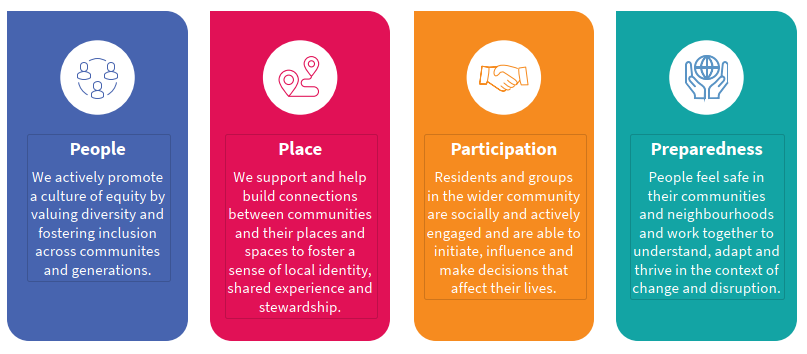 People
We actively promote
a culture of equity by
valuing diversity and
fostering inclusion
across communites
and generations.
Place
We support and help
build connections
between communities
and their places and
spaces to foster a
sense of local identity,
shared experience and
stewardship.
Participation
Residents and groups
in the wider community
are socially and actively
engaged and are able to
initiate, influence and
make decisions that
affect their lives.
Preparedness
People feel safe in
their communities
and neighbourhoods
and work together to
understand, adapt and
thrive in the context of
change and disruption.